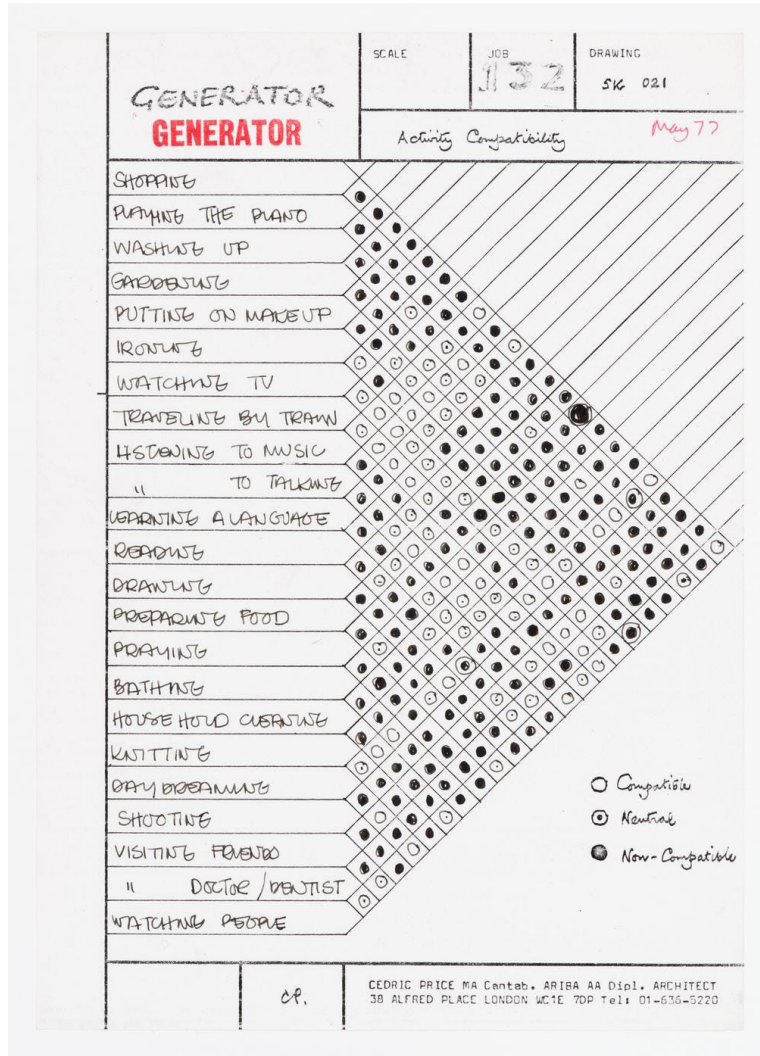 SCALE
JOB
132
DRAWING
SK 021
GENERATOR
GENERATOR
Activity Compatibility
May 77
SHOPPING
PLAYING THE PIANO
WASHING UP
GARDENING
PUTTING ON MAKEUP
IRONING
WATCHING TV
TRAVELING BY TRAIN
LISTENING TO MUSIC
" TO TALKING
LEARNING A LANGUAGE
READING
DRAWING
PREPARING FOOD
PRAYING
BATHING
HOUSEHOLD CLEANING
KNITTING
DAYDREAMING
SHOOTING
VISITING FRIENDS
" DOCTOR/DENTIST
WATCHING PEOPLE
Compatible
Neutral
Non-Compatible
CP.
CEDRIC PRICE MA Cantab. ARIBA AA Dipl. ARCHITECT
38 ALFRED PLACE LONDON WC1E 7DP Tel: 01-636-5220